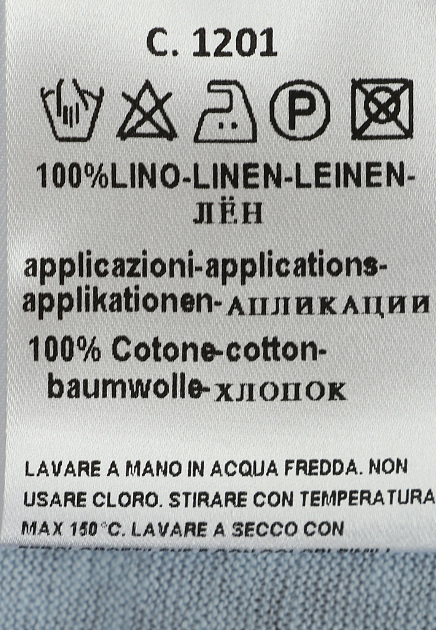 C. 1201
P
100%LINO-LINEN-LEINEN-
ЛЁН
applicazioni-applications-
applikationen-АПЛИКАЦИИ
100% Cotone-cotton-
baumwolle-ХЛОПОК
LAVARE A MANO IN ACQUA FREDDA. NON
USARE CLORO. STIRARE CON TEMPERATURA
MAX 150°C. LAVARE A SECCO CON